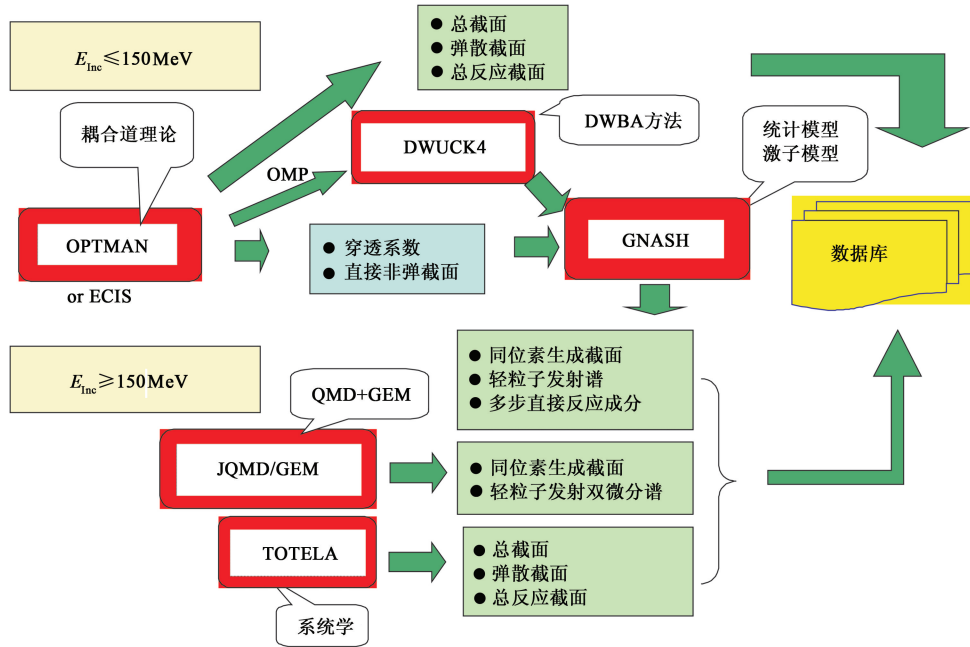 E_Inc≤150MeV
● 总截面
● 弹散截面
● 总反应截面
耦合道理论
DWUCK4
DWBA方法
统计模型
激子模型
OMP
OPTMAN
or ECIS
● 穿透系数
● 直接非弹截面
GNASH
数据库
E_Inc≥150MeV
● 同位素生成截面
● 轻粒子发射谱
● 多步直接反应成分
QMD+GEM
JQMD/GEM
● 同位素生成截面
● 轻粒子发射双微分谱
TOTELA
● 总截面
● 弹散截面
● 总反应截面
系统学